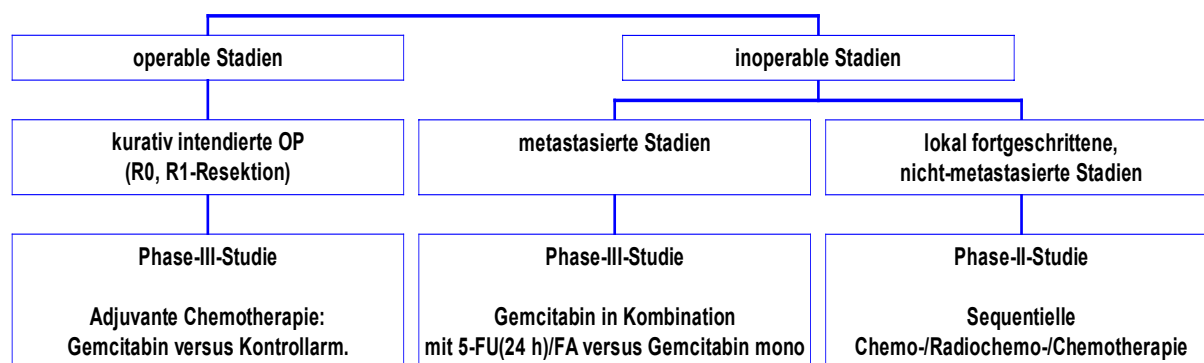 operable Stadien
inoperable Stadien
kurativ intendierte OP
(R0, R1-Resektion)
metastasierte Stadien
lokal fortgeschrittene,
nicht-metastasierte Stadien
Phase-III-Studie
Adjuvante Chemotherapie:
Gemcitabin versus Kontrollarm.
Phase-III-Studie
Gemcitabin in Kombination
mit 5-FU(24 h)/FA versus Gemcitabin mono
Phase-II-Studie
Sequentielle
Chemo-/Radiochemo-/Chemotherapie